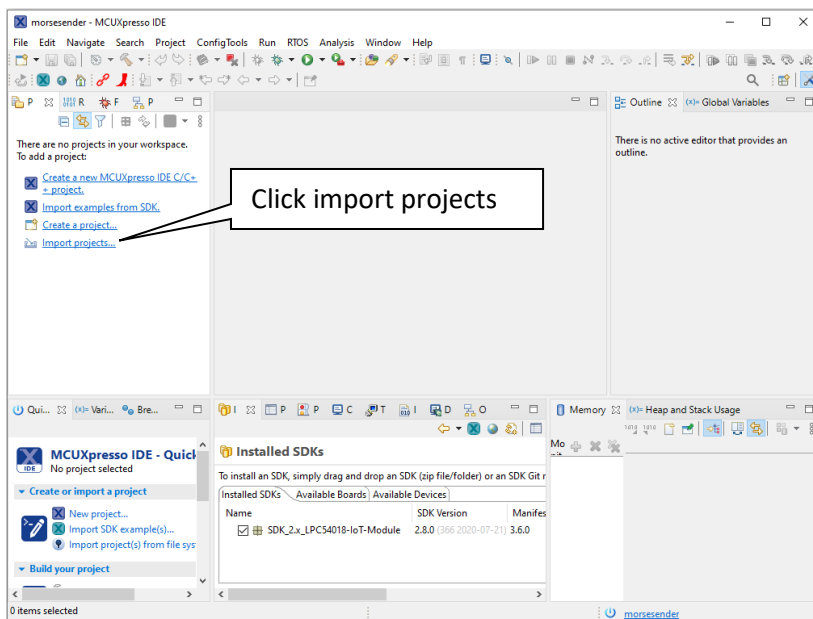 morsesender - MCUXpresso IDE
File Edit Navigate Search Project ConfigTools Run RTOS Analysis Window Help
P R F P
Outline (x)= Global Variables
There are no projects in your workspace.
To add a project:
There is no active editor that provides an
outline.
Create a new MCUXpresso IDE C/C+
+ project.
Import examples from SDK.
Create a project...
Import projects...
Click import projects
Qui... (x)= Vari... Bre...
I P P C T I D O
Memory (x)= Heap and Stack Usage
Mo
IDE
MCUXpresso IDE - Quick
No project selected
Create or import a project
New project...
Import SDK example(s)...
Import project(s) from file sys
Build your project
Installed SDKs
To install an SDK, simply drag and drop an SDK (zip file/folder) or an SDK Git r
Installed SDKs Available Boards Available Devices
Name SDK Version Manifes
SDK_2.x_LPC54018-IoT-Module 2.8.0 (366 2020-07-21) 3.6.0
0 items selected
morsesender